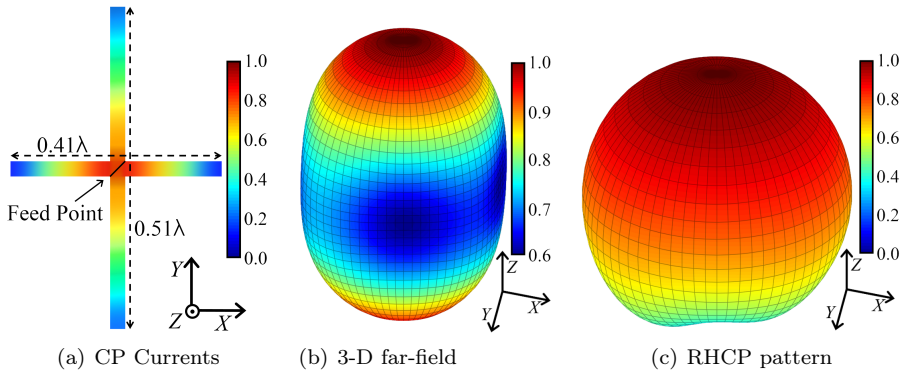 0.41λ
Feed Point
0.51λ
1.0
0.8
0.6
0.4
0.2
0.0
Y
Z
X
(a) CP Currents
1.0
0.9
0.8
0.7
0.6
Z
Y
X
(b) 3-D far-field
1.0
0.8
0.6
0.4
0.2
0.0
Z
Y
X
(c) RHCP pattern